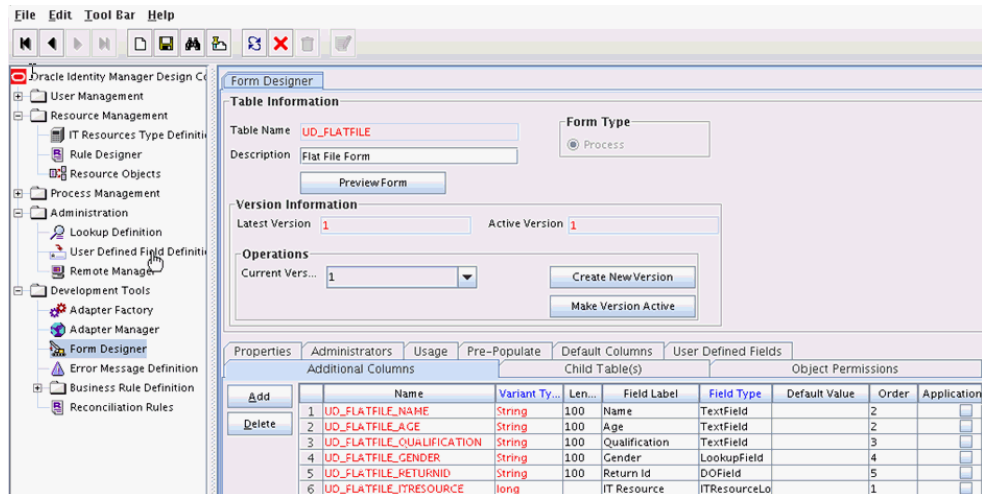 File Edit Tool Bar Help
Oracle Identity Manager Design Co
User Management
Resource Management
IT Resources Type Definiti
Rule Designer
Resource Objects
Process Management
Administration
Lookup Definition
User Defined Field Definiti
Remote Manager
Development Tools
Adapter Factory
Adapter Manager
Form Designer
Error Message Definition
Business Rule Definition
Reconciliation Rules
Form Designer
Table Information
Table Name UD_FLATFILE
Description Flat File Form
Form Type
Process
Preview Form
Version Information
Latest Version 1 Active Version 1
Operations
Current Vers... 1
Create New Version
Make Version Active
Properties Administrators Usage Pre-Populate Default Columns User Defined Fields
Additional Columns Child Table(s) Object Permissions
Add
Delete
Name Variant Ty... Len... Field Label Field Type Default Value Order Application
1 UD_FLATFILE_NAME String 100 Name TextField 2
2 UD_FLATFILE_AGE String 100 Age TextField 2
3 UD_FLATFILE_QUALIFICATION String 100 Qualification TextField 3
4 UD_FLATFILE_GENDER String 100 Gender LookupField 4
5 UD_FLATFILE_RETURNID String 100 Return Id DOField 5
6 UD_FLATFILE_ITRESOURCE long IT Resource ITResourceLo 1